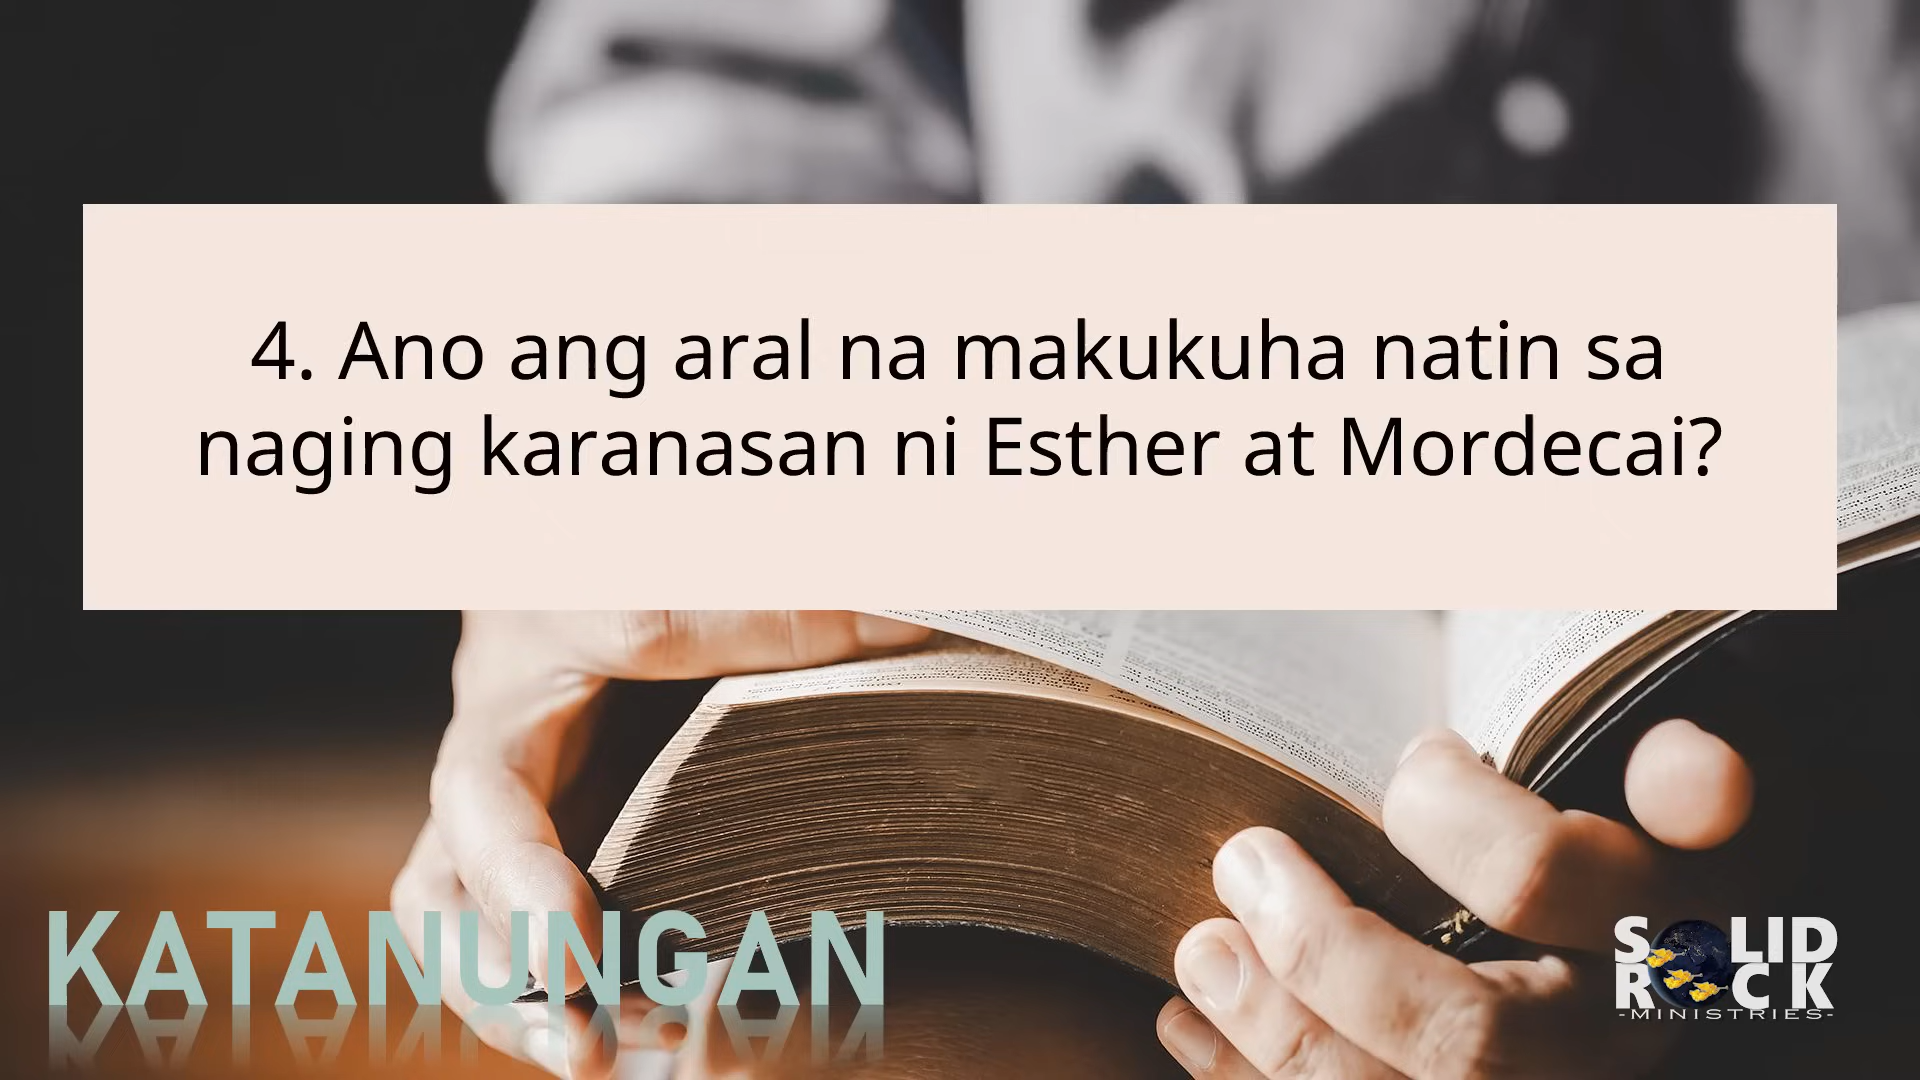 4. Ano ang aral na makukuha natin sa
naging karanasan ni Esther at Mordecai?
KATANUNGAN
SOLID
ROCK
-MINISTRIES-